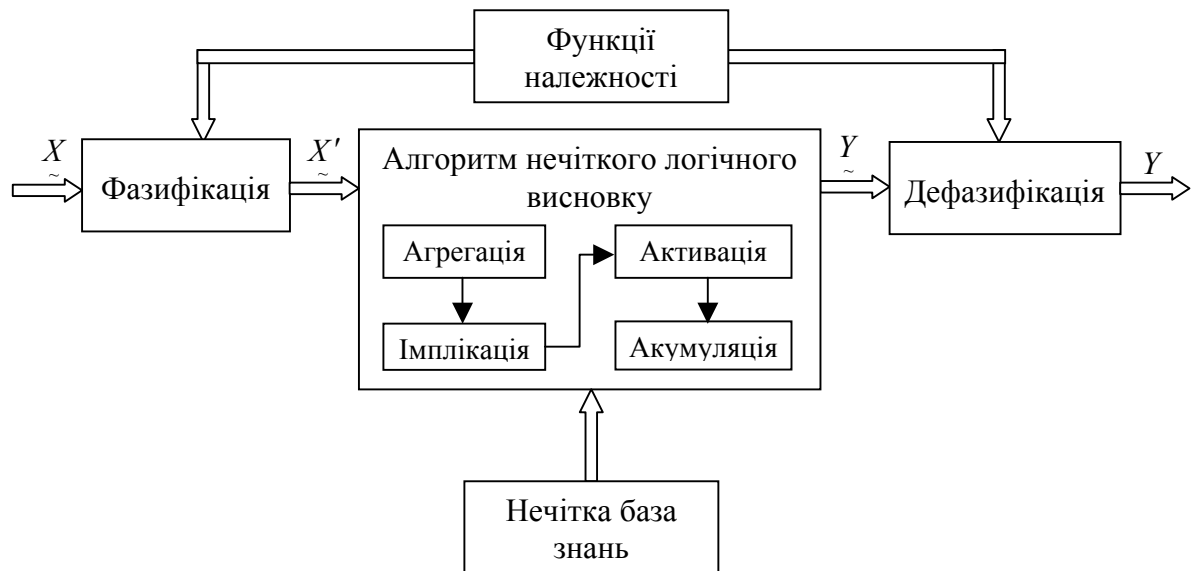 Функції
належності
X
~
X'
~
Y
~
Y
Фазифікація
Алгоритм нечіткого логічного
висновку
Дефазифікація
Агрегація
Активація
Імплікація
Акумуляція
Нечітка база
знань